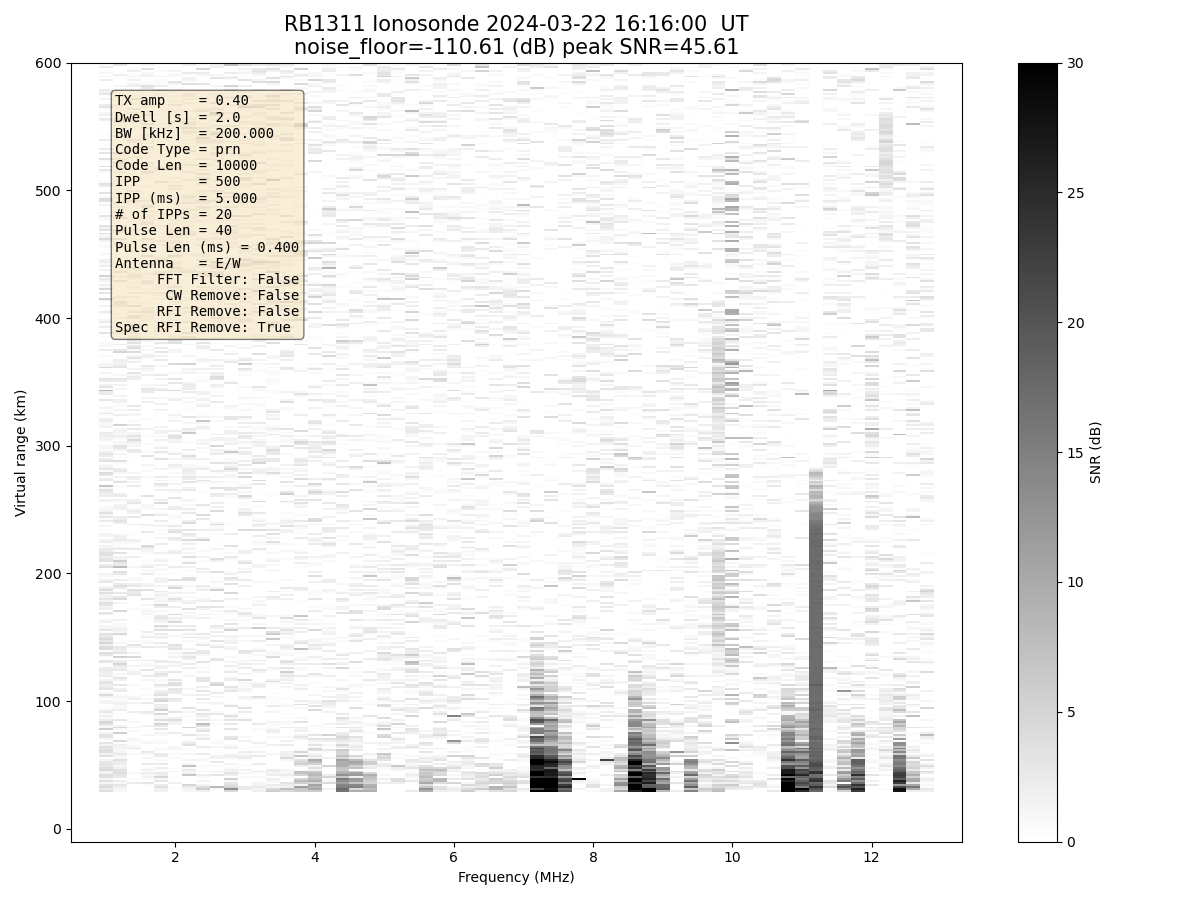 RB1311 Ionosonde 2024-03-22 16:16:00  UT
noise_floor=-110.61 (dB) peak SNR=45.61
TX amp    = 0.40
Dwell [s] = 2.0
BW [kHz]  = 200.000
Code Type = prn
Code Len  = 10000
IPP       = 500
IPP (ms)  = 5.000
# of IPPs = 20
Pulse Len = 40
Pulse Len (ms) = 0.400
Antenna   = E/W
FFT Filter: False
CW Remove: False
RFI Remove: False
Spec RFI Remove: True
600
500
400
300
200
100
0
Virtual range (km)
2 4 6 8 10 12
Frequency (MHz)
30
25
20
15
10
5
0
SNR (dB)